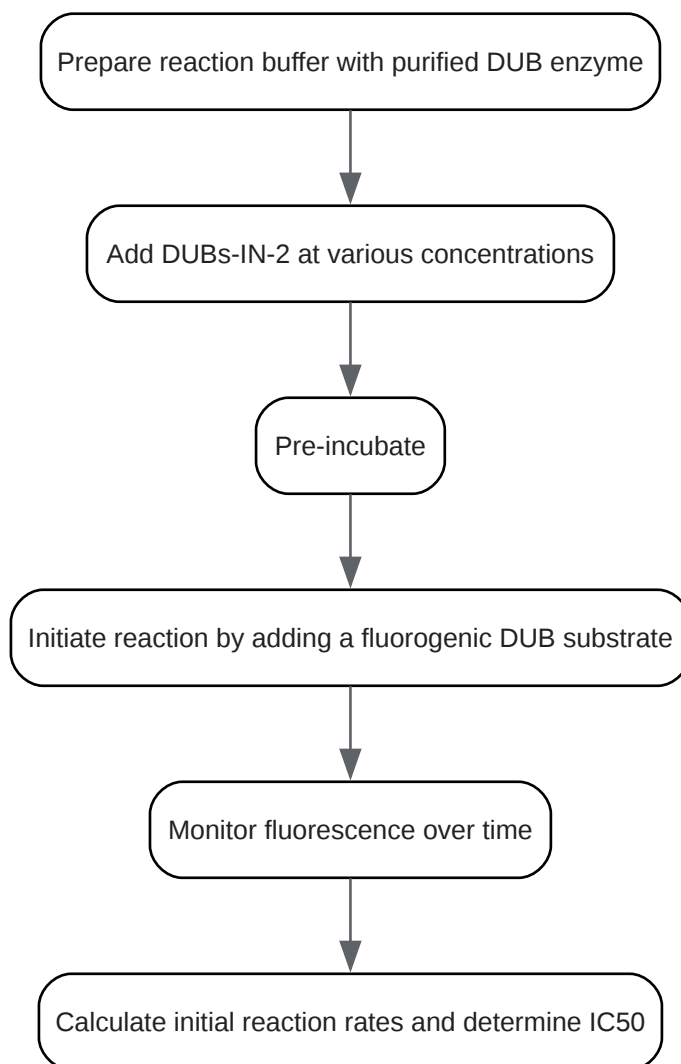 Prepare reaction buffer with purified DUB enzyme
Add DUBs-IN-2 at various concentrations
Pre-incubate
Initiate reaction by adding a fluorogenic DUB substrate
Monitor fluorescence over time
Calculate initial reaction rates and determine IC50